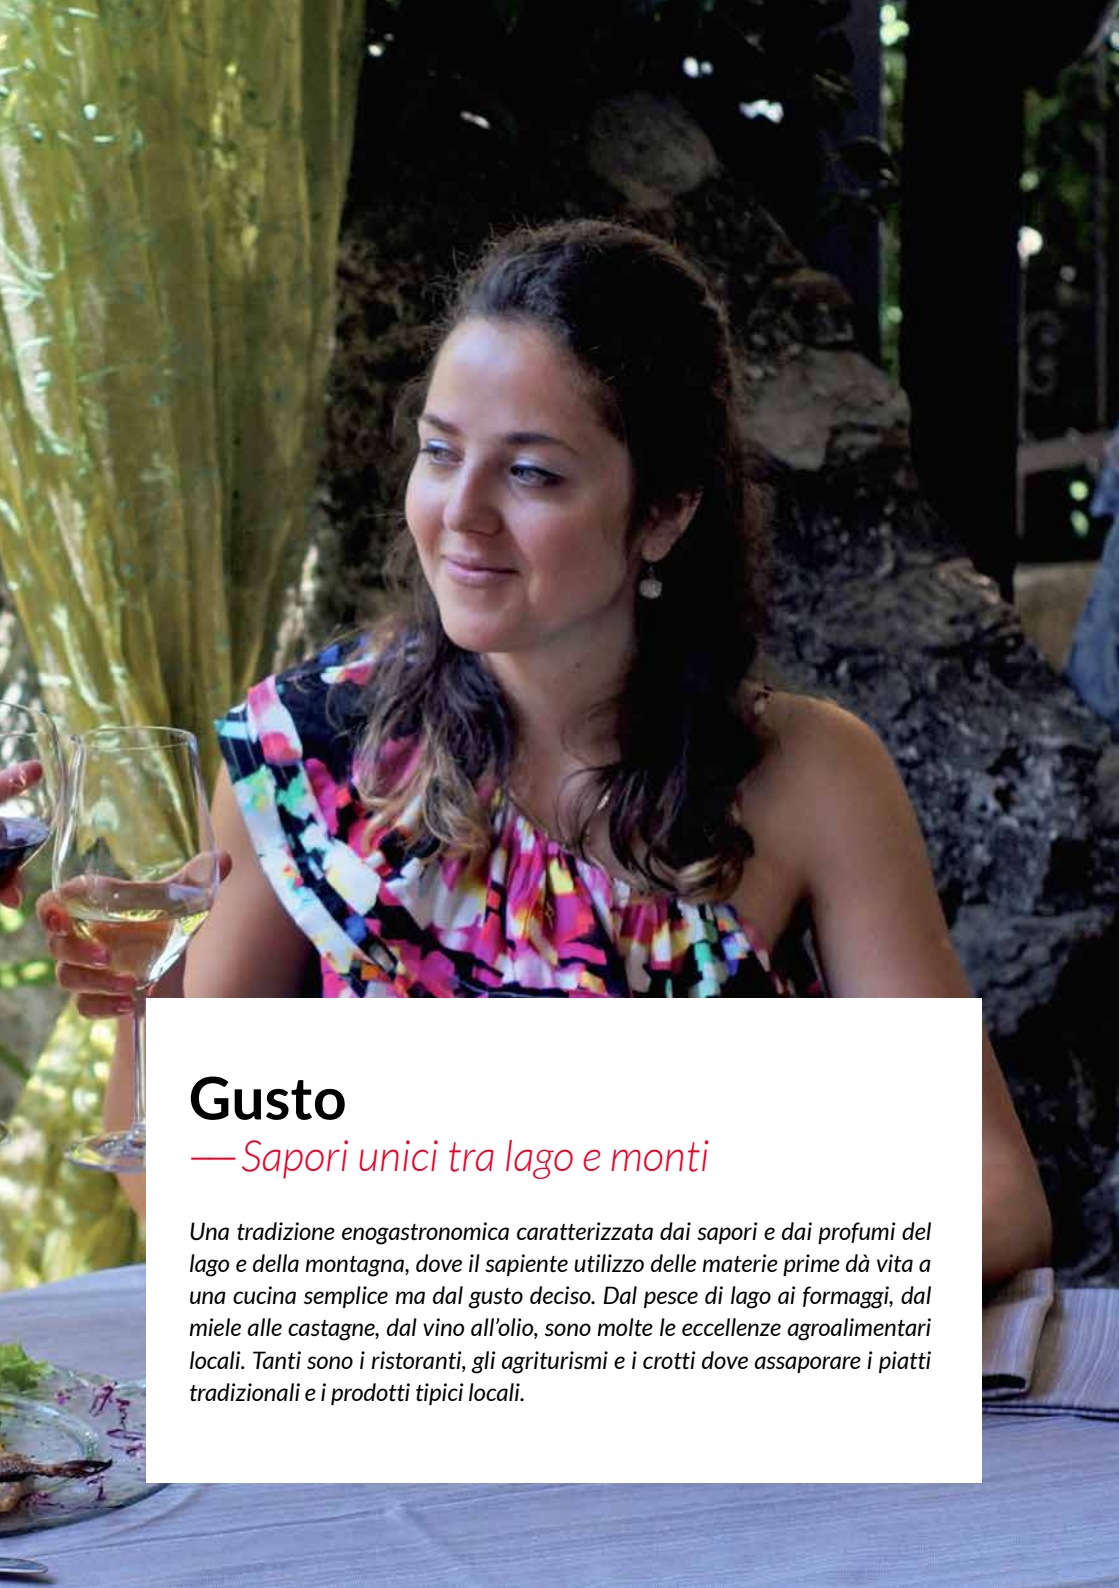 Gusto
— Sapori unici tra lago e monti
Una tradizione enogastronomica caratterizzata dai sapori e dai profumi del
lago e della montagna, dove il sapiente utilizzo delle materie prime dà vita a
una cucina semplice ma dal gusto deciso. Dal pesce di lago ai formaggi, dal
miele alle castagne, dal vino all’olio, sono molte le eccellenze agroalimentari
locali. Tanti sono i ristoranti, gli agriturismi e i crotti dove assaporare i piatti
tradizionali e i prodotti tipici locali.